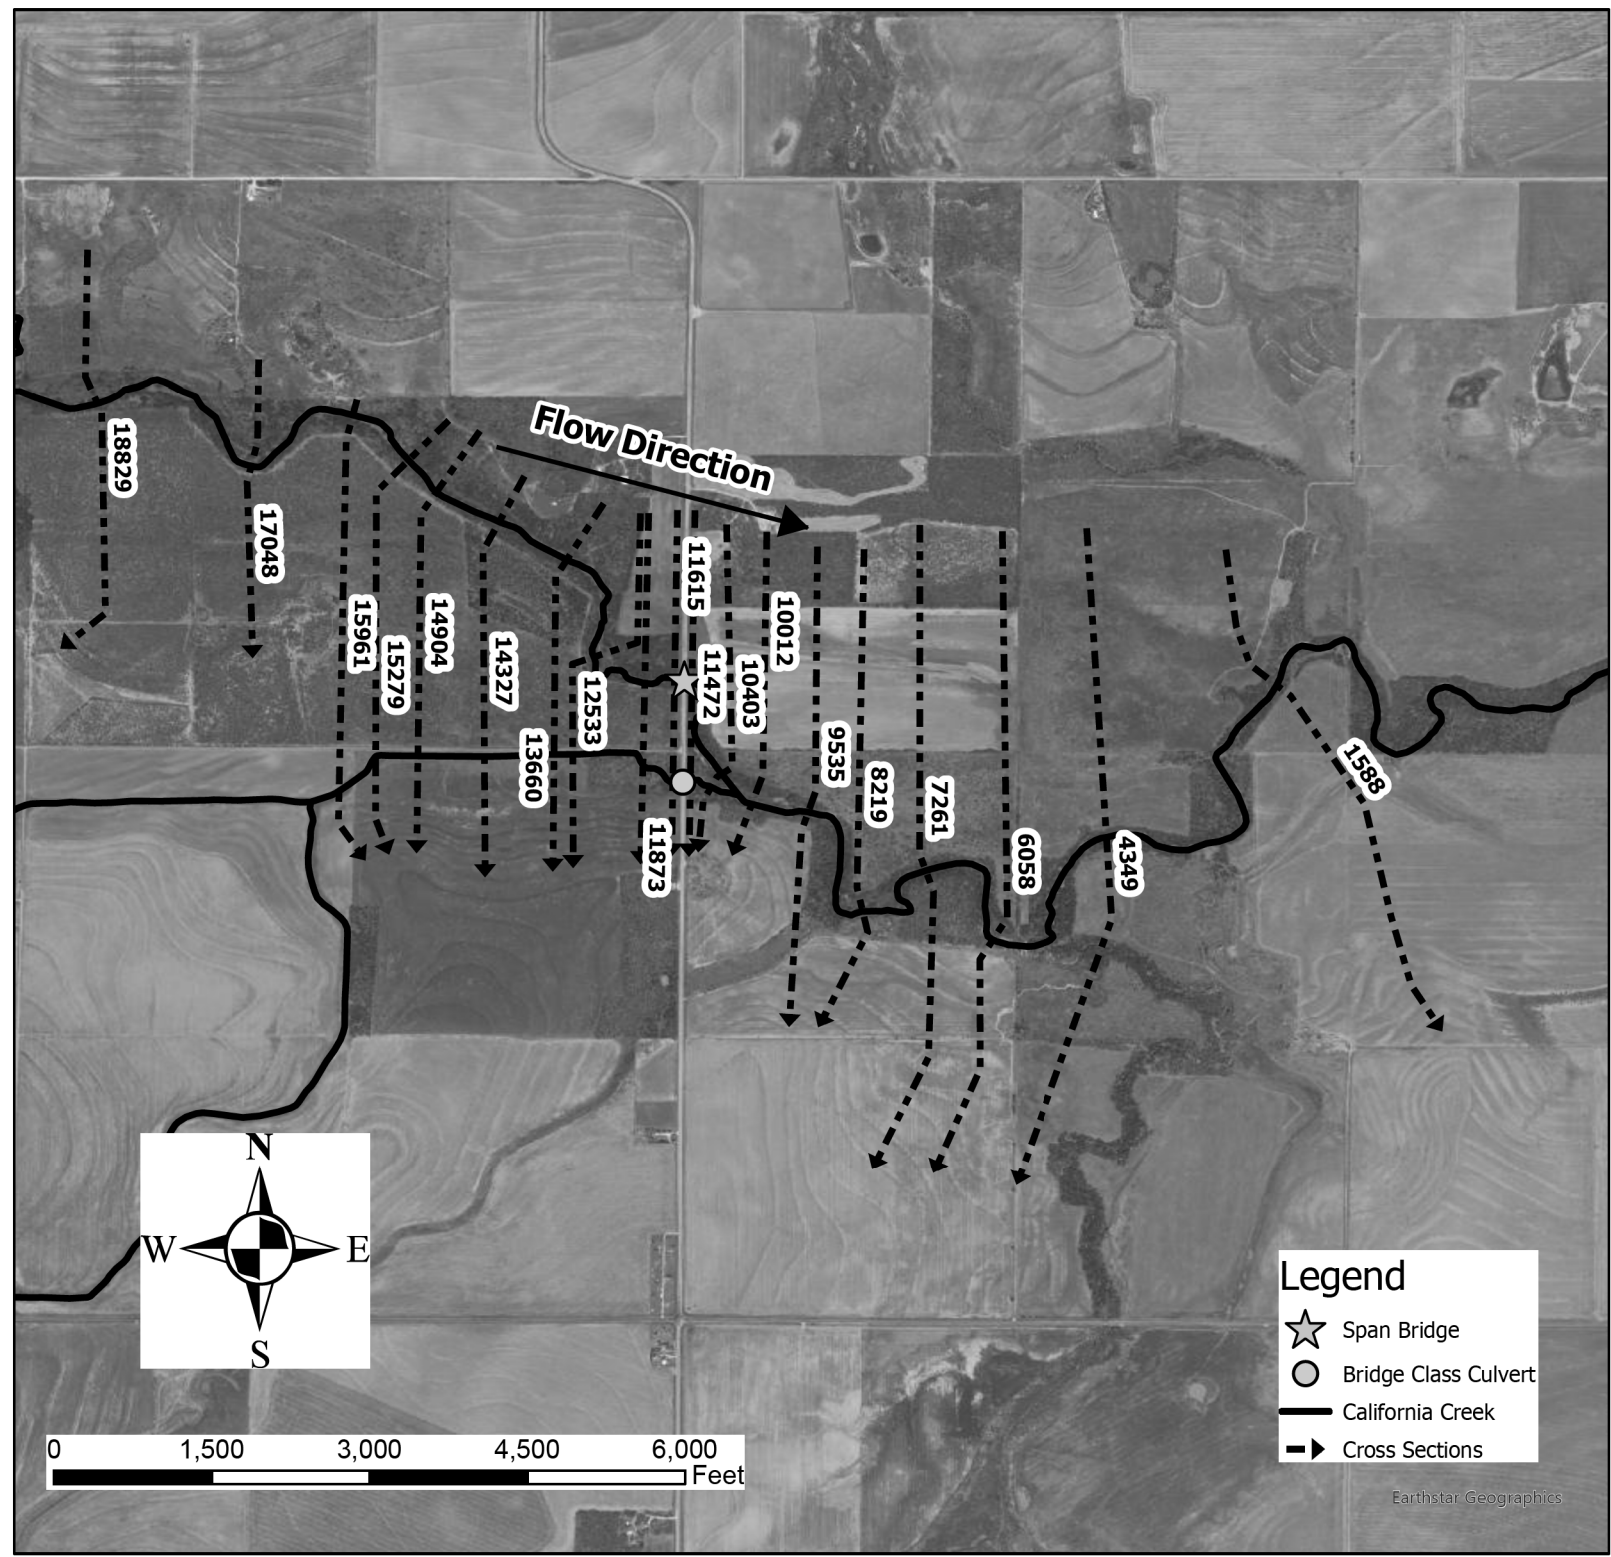 Flow Direction
18829
17048
15961
15279
14904
14327
13660
12533
11873
11615
11472
10403
10012
9535
8219
7261
6058
4349
1588
N
W E
S
0 1,500 3,000 4,500 6,000
Feet
Legend
Span Bridge
Bridge Class Culvert
California Creek
Cross Sections
Earthstar Geographics